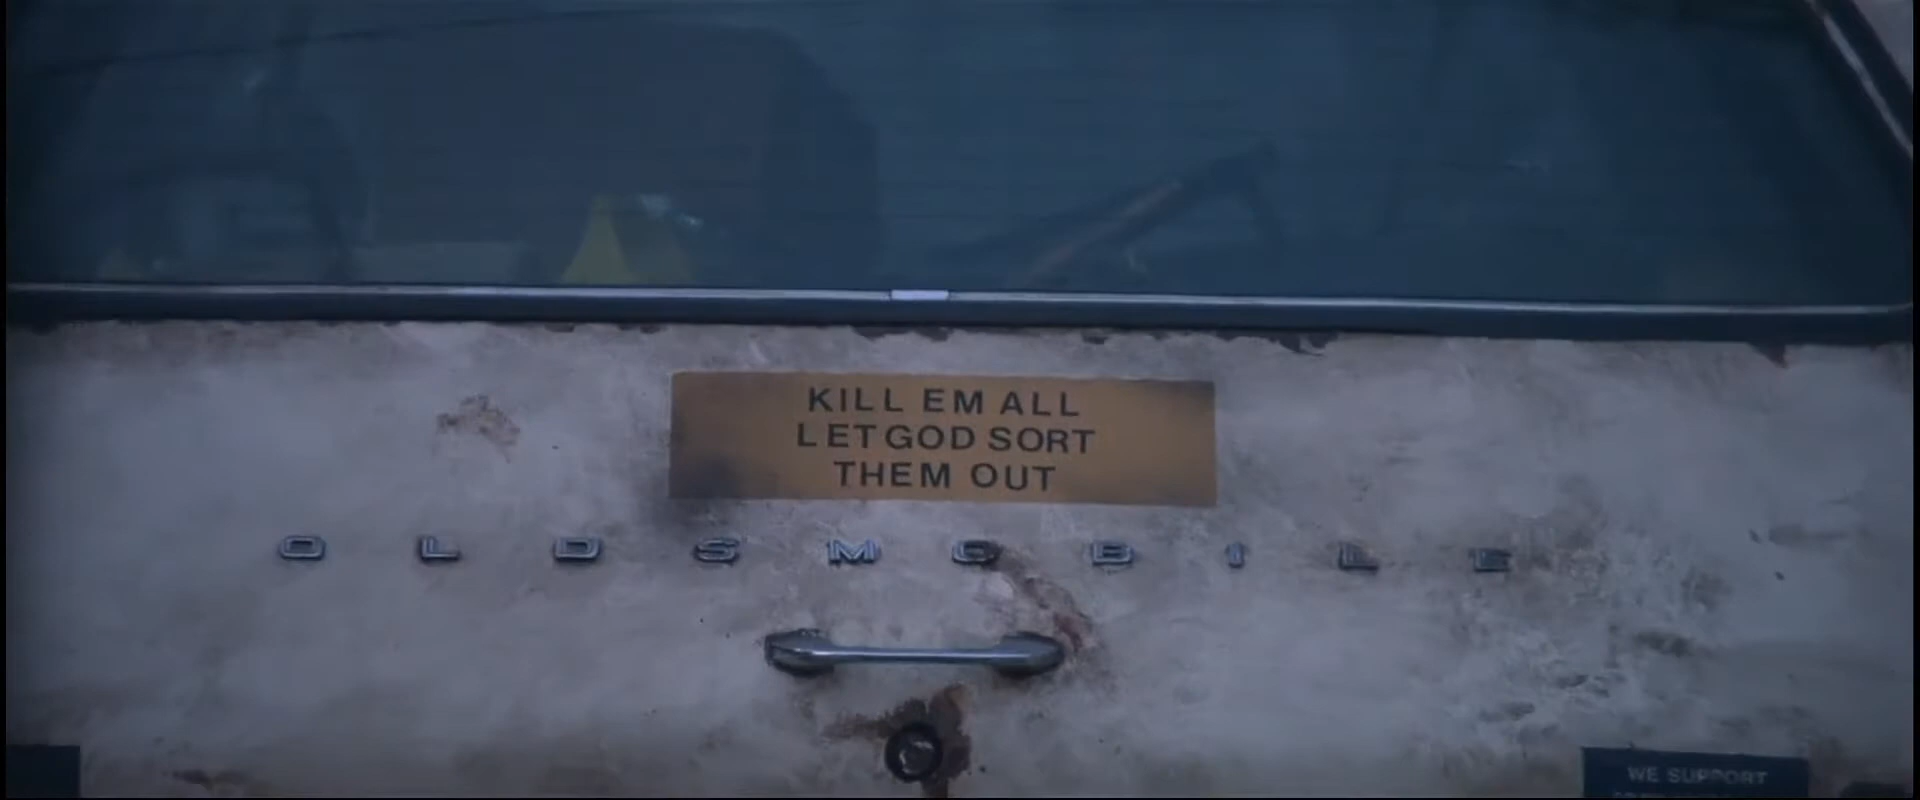 KILL EM ALL
LET GOD SORT
THEM OUT
OLDSMOBILE
WE SUPPORT